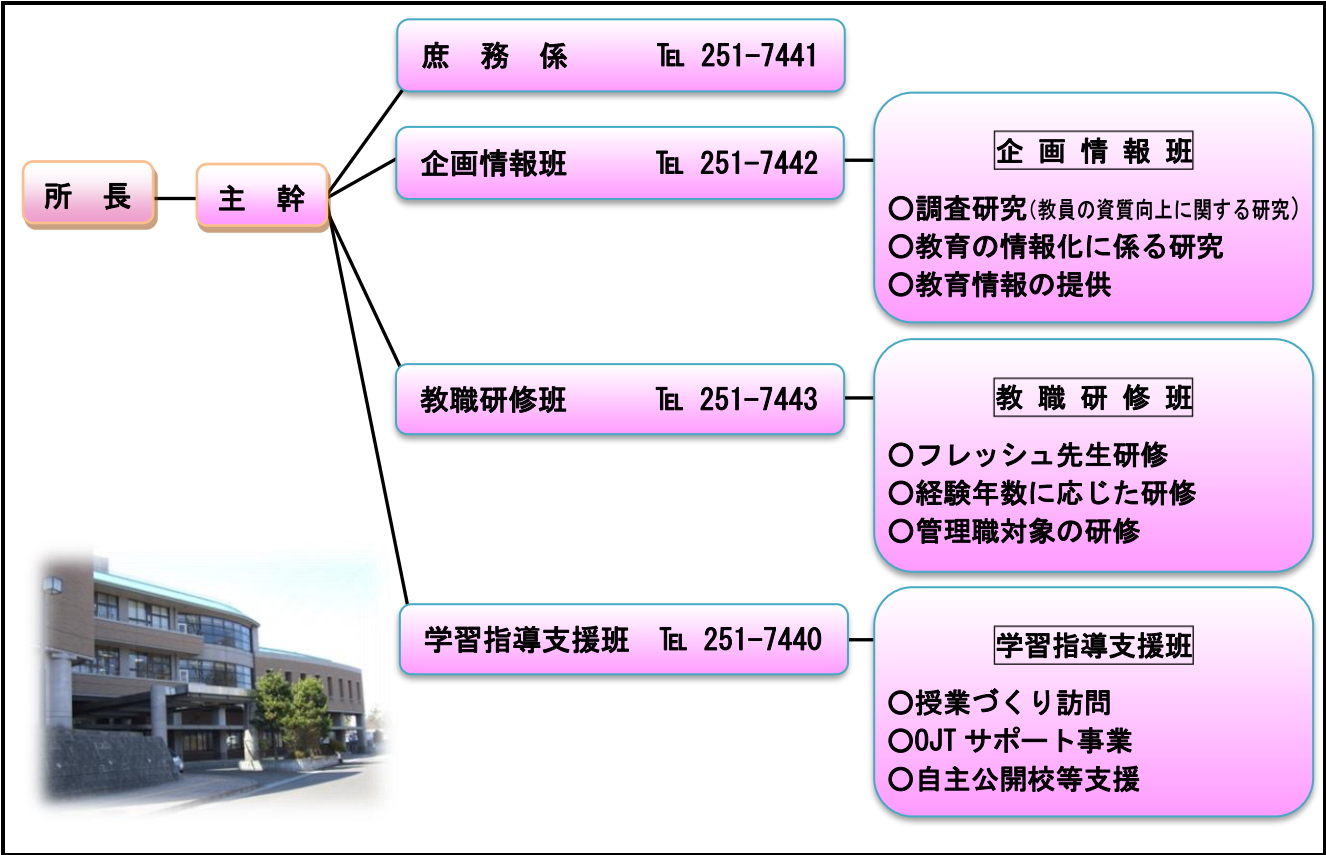 所　長
主　幹
庶　務　係　　　℡ 251-7441
企画情報班　　　℡ 251-7442
企 画 情 報 班
○調査研究(教員の資質向上に関する研究)
○教育の情報化に係る研究
○教育情報の提供
教職研修班　　　℡ 251-7443
教 職 研 修 班
○フレッシュ先生研修
○経験年数に応じた研修
○管理職対象の研修
学習指導支援班　℡ 251-7440
学習指導支援班
○授業づくり訪問
○OJT サポート事業
○自主公開校等支援